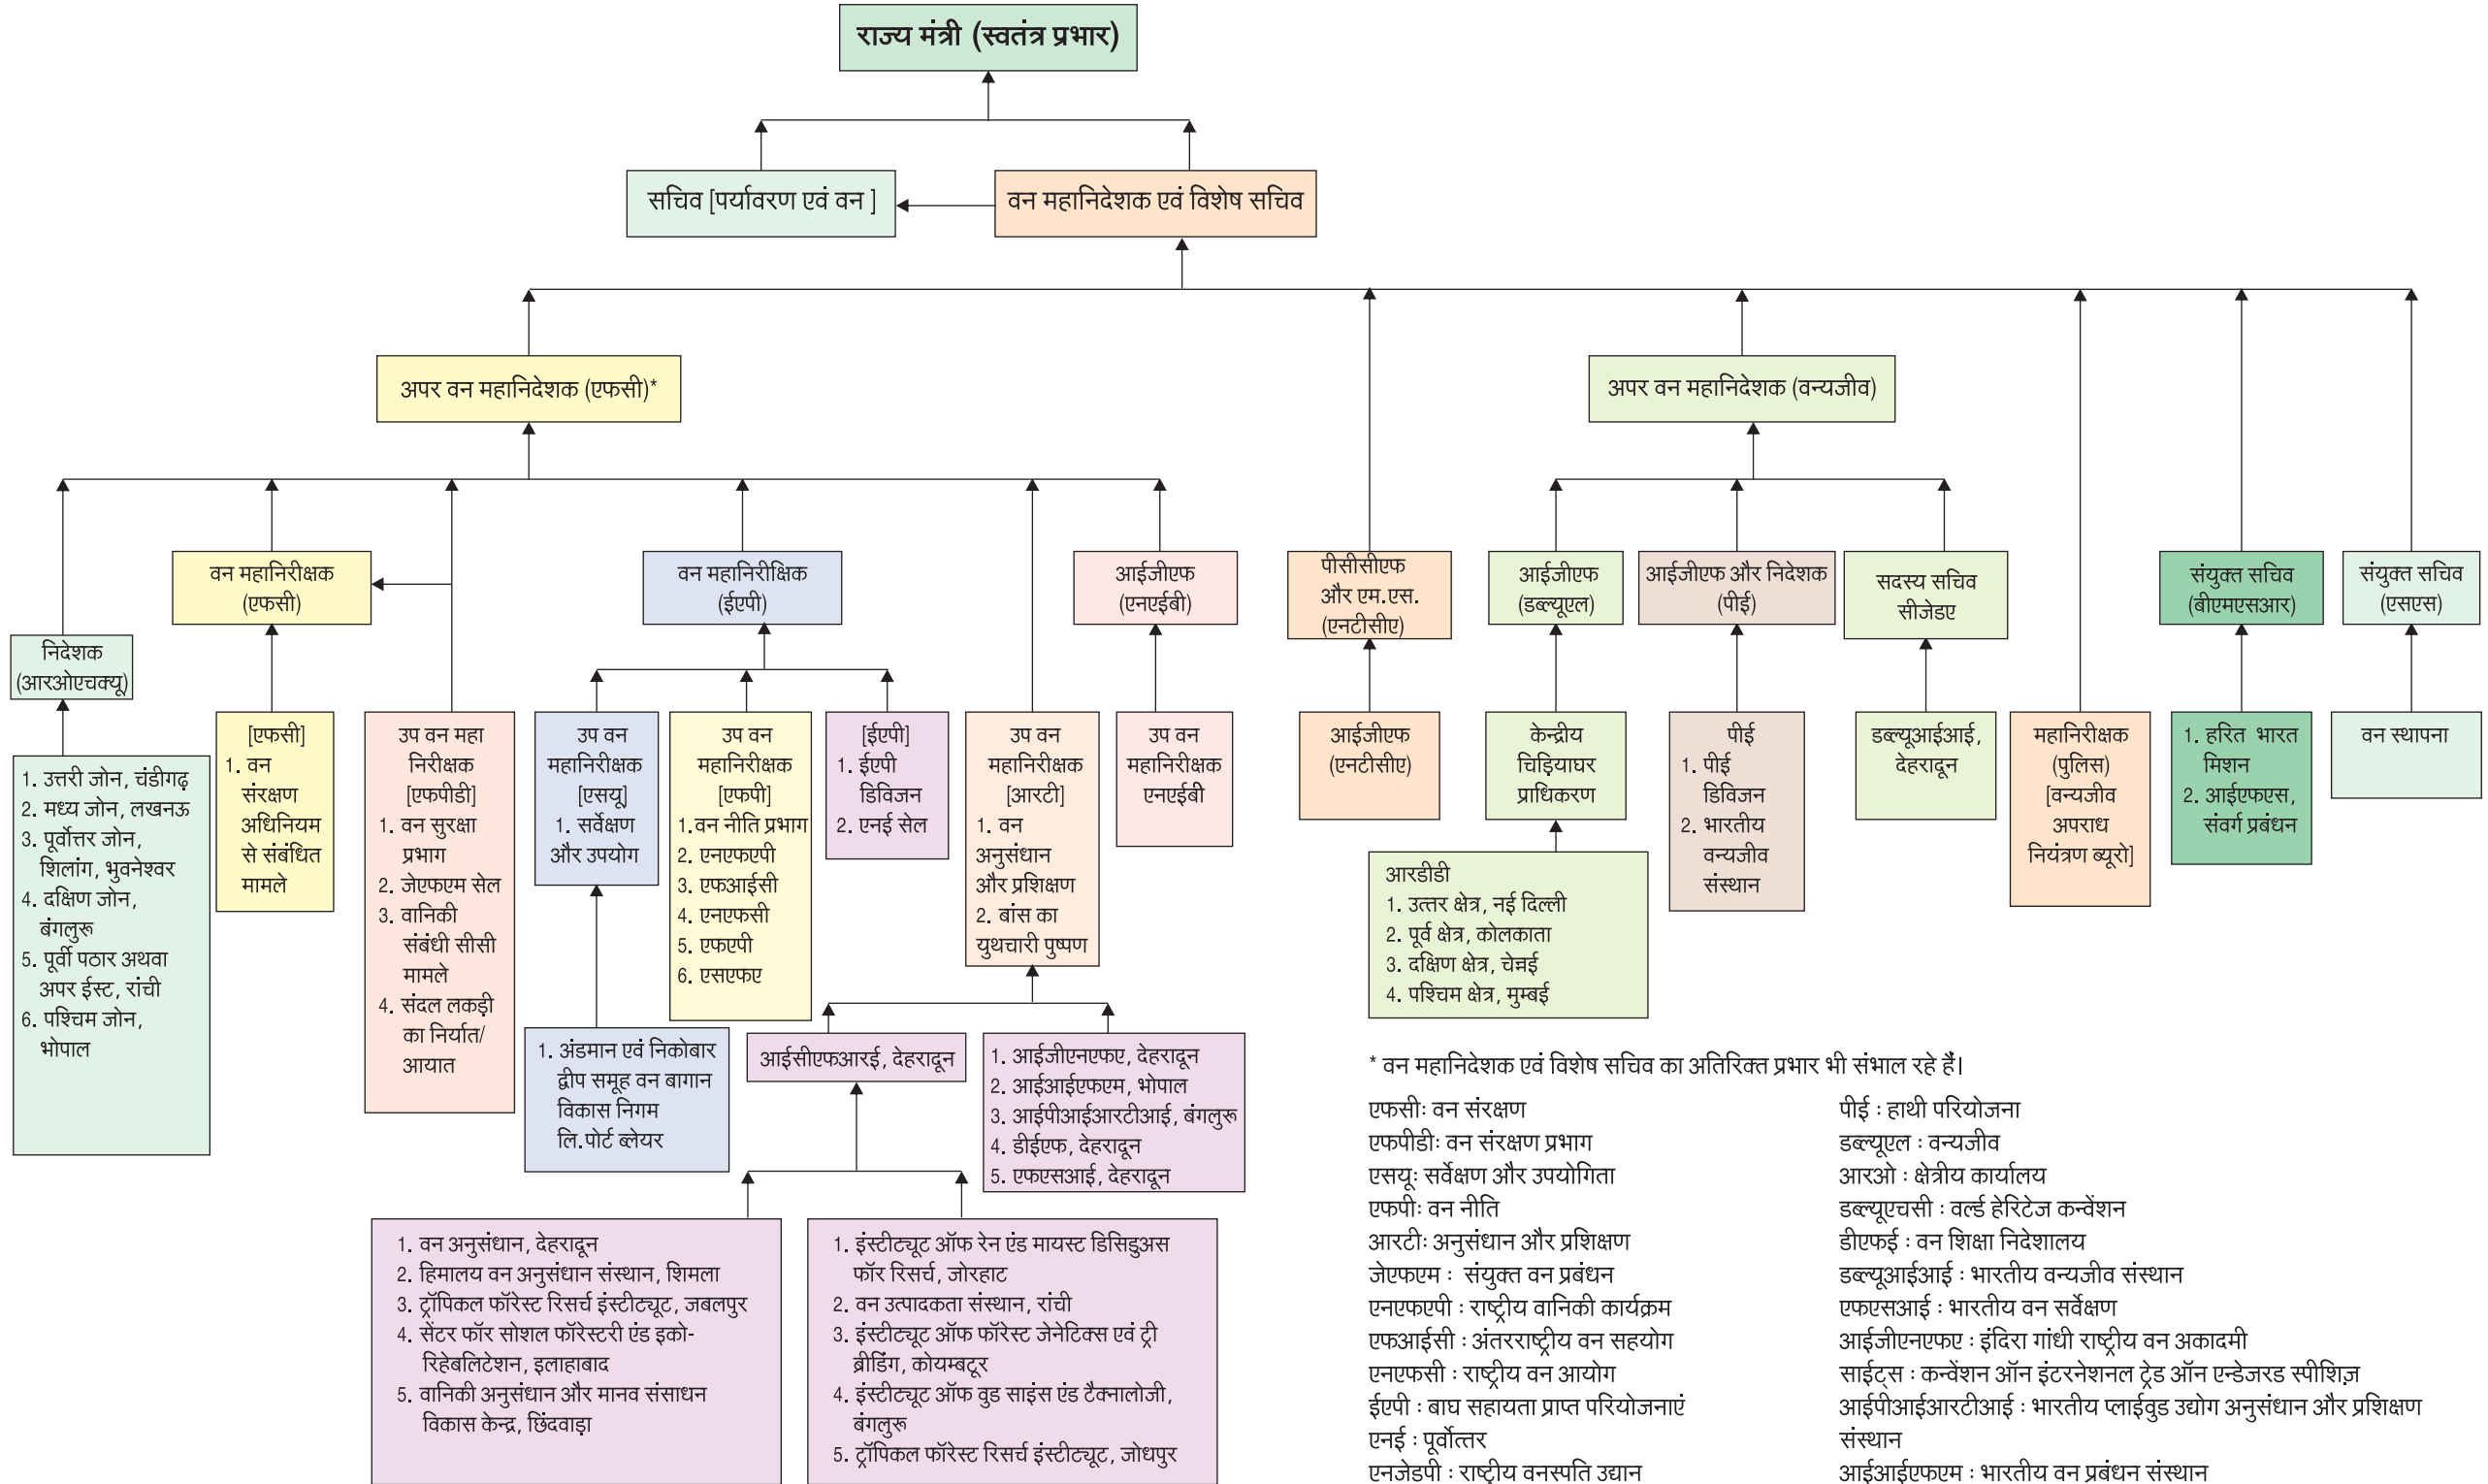 राज्य मंत्री (स्वतंत्र प्रभार)
सचिव [पर्यावरण एवं वन ]
वन महानिदेशक एवं विशेष सचिव
अपर वन महानिदेशक (एफसी)*
अपर वन महानिदेशक (वन्यजीव)
निदेशक
(आरओएचक्यू)
वन महानिरीक्षक
(एफसी)
वन महानिरीक्षिक
(ईएपी)
आईजीएफ
(एनएईबी)
पीसीसीएफ
और एम.एस.
(एनटीसीए)
आईजीएफ
(डब्ल्यूएल)
आईजीएफ और निदेशक
(पीई)
सदस्य सचिव
सीजेडए
संयुक्त सचिव
(बीएमएसआर)
संयुक्त सचिव
(एसएस)
1. उत्तरी जोन, चंडीगढ़
2. मध्य जोन, लखनऊ
3. पूर्वोत्तर जोन,
शिलांग, भुवनेश्वर
4. दक्षिण जोन,
बंगलुरू
5. पूर्वी पठार अथवा
अपर ईस्ट, रांची
6. पश्चिम जोन,
भोपाल
[एफसी]
1. वन
संरक्षण
अधिनियम
से संबंधित
मामले
उप वन महा
निरीक्षक
[एफपीडी]
1. वन सुरक्षा
प्रभाग
2. जेएफएम सेल
3. वानिकी
संबंधी सीसी
मामले
4. संदल लकड़ी
का निर्यात/
आयात
उप वन
महानिरीक्षक
[एसयू]
1. सर्वेक्षण
और उपयोग
उप वन
महानिरीक्षक
[एफपी]
1.वन नीति प्रभाग
2. एनएफएपी
3. एफआईसी
4. एनएफसी
5. एफएपी
6. एसएफए
[ईएपी]
1. ईएपी
डिविजन
2. एनई सेल
उप वन
महानिरीक्षक
[आरटी]
1. वन
अनुसंधान
और प्रशिक्षण
2. बांस का
युथचारी पुष्पण
उप वन
महानिरीक्षक
एनएईबी
आईजीएफ
(एनटीसीए)
केन्द्रीय
चिड़ियाघर
प्राधिकरण
पीई
1. पीई
डिविजन
2. भारतीय
वन्यजीव
संस्थान
डब्ल्यूआईआई,
देहरादून
महानिरीक्षक
(पुलिस)
[वन्यजीव
अपराध
नियंत्रण ब्यूरो]
1. हरित भारत
मिशन
2. आईएफएस,
संवर्ग प्रबंधन
वन स्थापना
आरडीडी
1. उत्तर क्षेत्र, नई दिल्ली
2. पूर्व क्षेत्र, कोलकाता
3. दक्षिण क्षेत्र, चेन्नई
4. पश्चिम क्षेत्र, मुम्बई
1. अंडमान एवं निकोबार
द्वीप समूह वन बागान
विकास निगम
लि.पोर्ट ब्लेयर
आईसीएफआरई, देहरादून
1. आईजीएनएफए, देहरादून
2. आईआईएफएम, भोपाल
3. आईपीआईआरटीआई, बंगलुरू
4. डीईएफ, देहरादून
5. एफएसआई, देहरादून
1. वन अनुसंधान, देहरादून
2. हिमालय वन अनुसंधान संस्थान, शिमला
3. ट्रॉपिकल फॉरेस्ट रिसर्च इंस्टीट्यूट, जबलपुर
4. सेंटर फॉर सोशल फॉरेस्टरी एंड इको-
रिहेबलिटेशन, इलाहाबाद
5. वानिकी अनुसंधान और मानव संसाधन
विकास केन्द्र, छिंदवाड़ा
1. इंस्टीट्यूट ऑफ रेन एंड मायस्ट डिसिडुअस
फॉर रिसर्च, जोरहाट
2. वन उत्पादकता संस्थान, रांची
3. इंस्टीट्यूट ऑफ फॉरेस्ट जेनेटिक्स एवं ट्री
ब्रीडिंग, कोयम्बटूर
4. इंस्टीट्यूट ऑफ वुड साइंस एंड टैक्नालोजी,
बंगलुरू
5. ट्रॉपिकल फॉरेस्ट रिसर्च इंस्टीट्यूट, जोधपुर
* वन महानिदेशक एवं विशेष सचिव का अतिरिक्त प्रभार भी संभाल रहे हैं।
एफसीः वन संरक्षण
एफपीडीः वन संरक्षण प्रभाग
एसयूः सर्वेक्षण और उपयोगिता
एफपीः वन नीति
आरटीः अनुसंधान और प्रशिक्षण
जेएफएम : संयुक्त वन प्रबंधन
एनएफएपी : राष्ट्रीय वानिकी कार्यक्रम
एफआईसी : अंतरराष्ट्रीय वन सहयोग
एनएफसी : राष्ट्रीय वन आयोग
ईएपी : बाघ सहायता प्राप्त परियोजनाएं
एनई : पूर्वोत्तर
एनजेडपी : राष्ट्रीय वनस्पति उद्यान
पीई : हाथी परियोजना
डब्ल्यूएल : वन्यजीव
आरओ : क्षेत्रीय कार्यालय
डब्ल्यूएचसी : वर्ल्ड हेरिटेज कन्वेंशन
डीएफई : वन शिक्षा निदेशालय
डब्ल्यूआईआई : भारतीय वन्यजीव संस्थान
एफएसआई : भारतीय वन सर्वेक्षण
आईजीएनएफए : इंदिरा गांधी राष्ट्रीय वन अकादमी
साईट्स : कन्वेंशन ऑन इंटरनेशनल ट्रेड ऑन एन्डेजरड स्पीशिज़
आईपीआईआरटीआई : भारतीय प्लाईवुड उद्योग अनुसंधान और प्रशिक्षण
संस्थान
आईआईएफएम : भारतीय वन प्रबंधन संस्थान